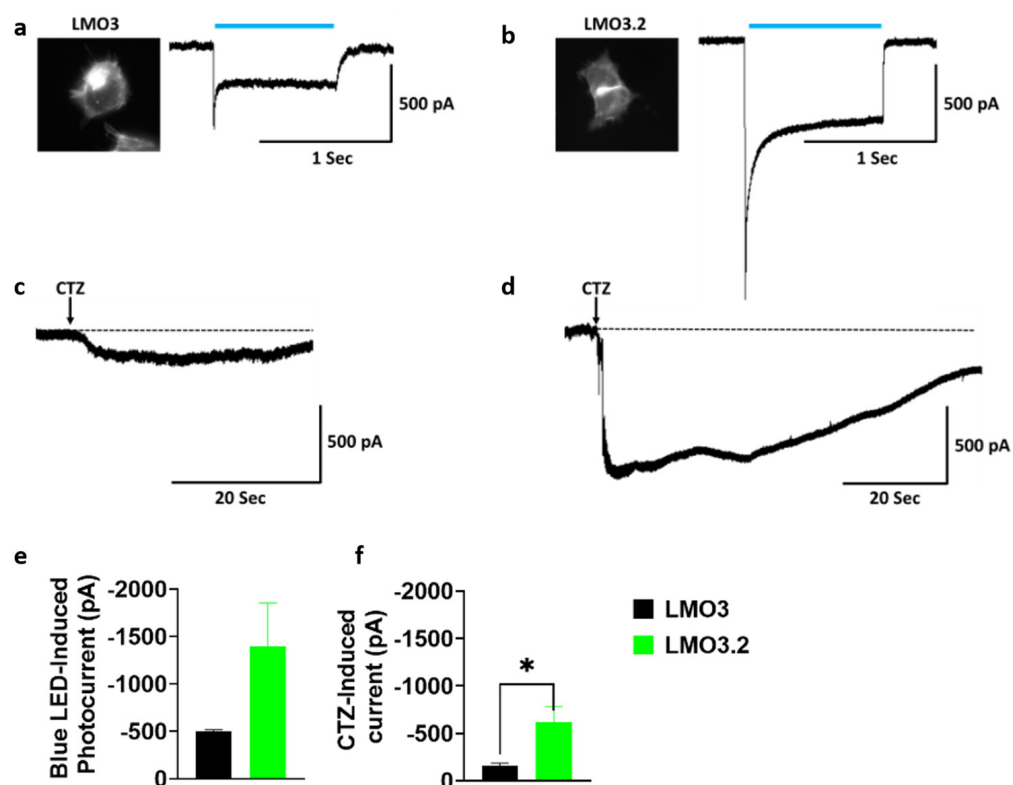 a
LMO3
500 pA
1 Sec
b
LMO3.2
500 pA
1 Sec
c
CTZ
500 pA
20 Sec
d
CTZ
500 pA
20 Sec
e
Blue LED-Induced
Photocurrent (pA)
-2000
-1500
-1000
-500
0
f
CTZ-Induced
current (pA)
-2000
-1500
-1000
-500
0
*
LMO3
LMO3.2